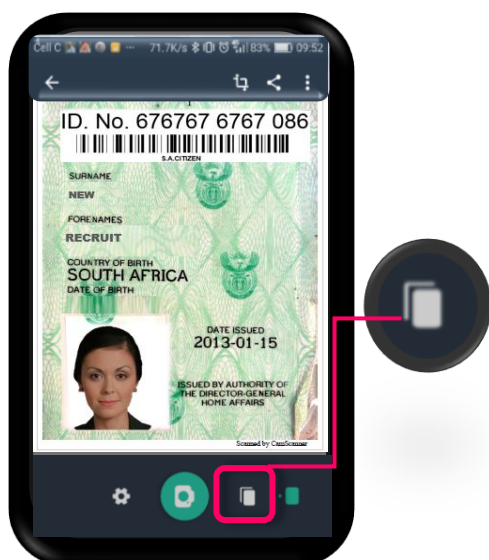 Cell C ... 71.7K/s 83% 09:52
ID. No. 676767 6767 086
S.A.CITIZEN
SURNAME
NEW
FORENAMES
RECRUIT
COUNTRY OF BIRTH
SOUTH AFRICA
DATE OF BIRTH
DATE ISSUED
2013-01-15
ISSUED BY AUTHORITY OF
THE DIRECTOR-GENERAL
HOME AFFAIRS
Scanned by CamScanner